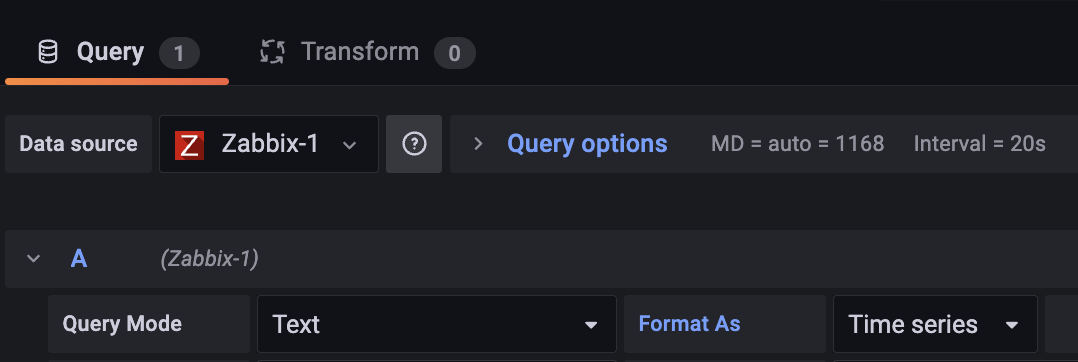 Query 1 Transform 0
Data source Z Zabbix-1 ? Query options MD = auto = 1168 Interval = 20s
A (Zabbix-1)
Query Mode Text Format As Time series